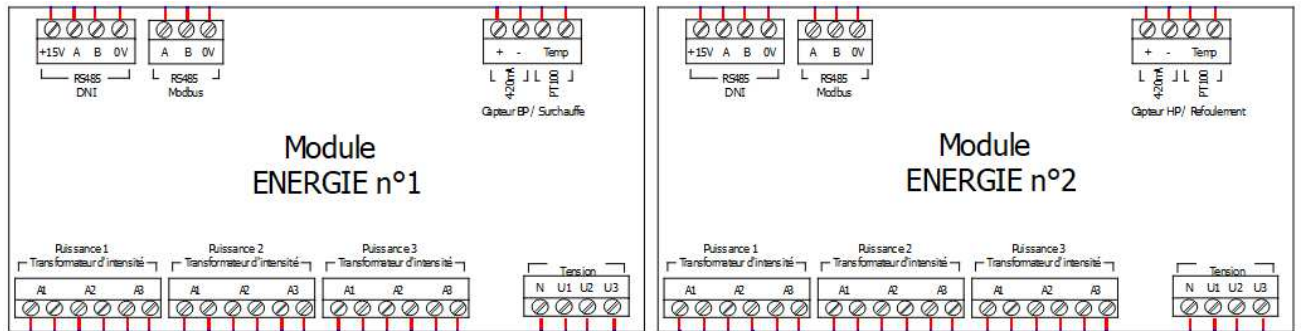 +15V A B 0V
A B 0V
+ - Temp
RS485
DNI
RS485
Modbus
4-20mA
PT100
Capteur BP / Surchauffe
Module
ENERGIE n°1
Puissance 1
Transformateur d'intensité
A1 A2 A3
Puissance 2
Transformateur d'intensité
A1 A2 A3
Puissance 3
Transformateur d'intensité
A1 A2 A3
Tension
N U1 U2 U3
+15V A B 0V
A B 0V
+ - Temp
RS485
DNI
RS485
Modbus
4-20mA
PT100
Capteur HP / Refoulement
Module
ENERGIE n°2
Puissance 1
Transformateur d'intensité
A1 A2 A3
Puissance 2
Transformateur d'intensité
A1 A2 A3
Puissance 3
Transformateur d'intensité
A1 A2 A3
Tension
N U1 U2 U3